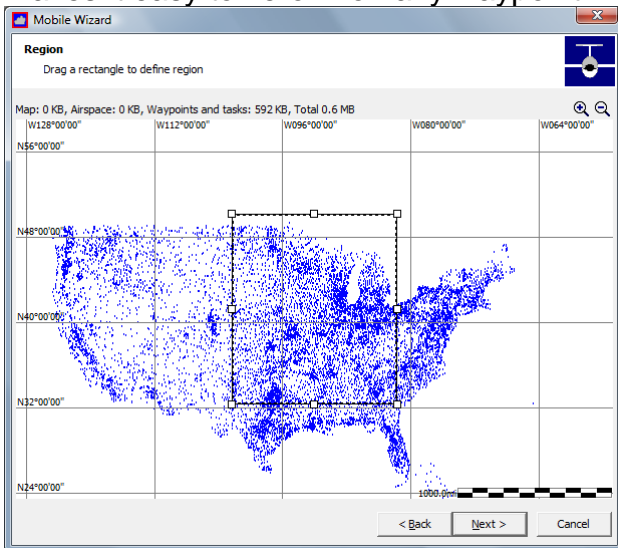 Mobile Wizard
Region
Drag a rectangle to define region
Map: 0 KB, Airspace: 0 KB, Waypoints and tasks: 592 KB, Total 0.6 MB
W128°00'00" W112°00'00" W096°00'00" W080°00'00" W064°00'00"
N56°00'00"
N48°00'00"
N40°00'00"
N32°00'00"
N24°00'00"
< Back Next > Cancel